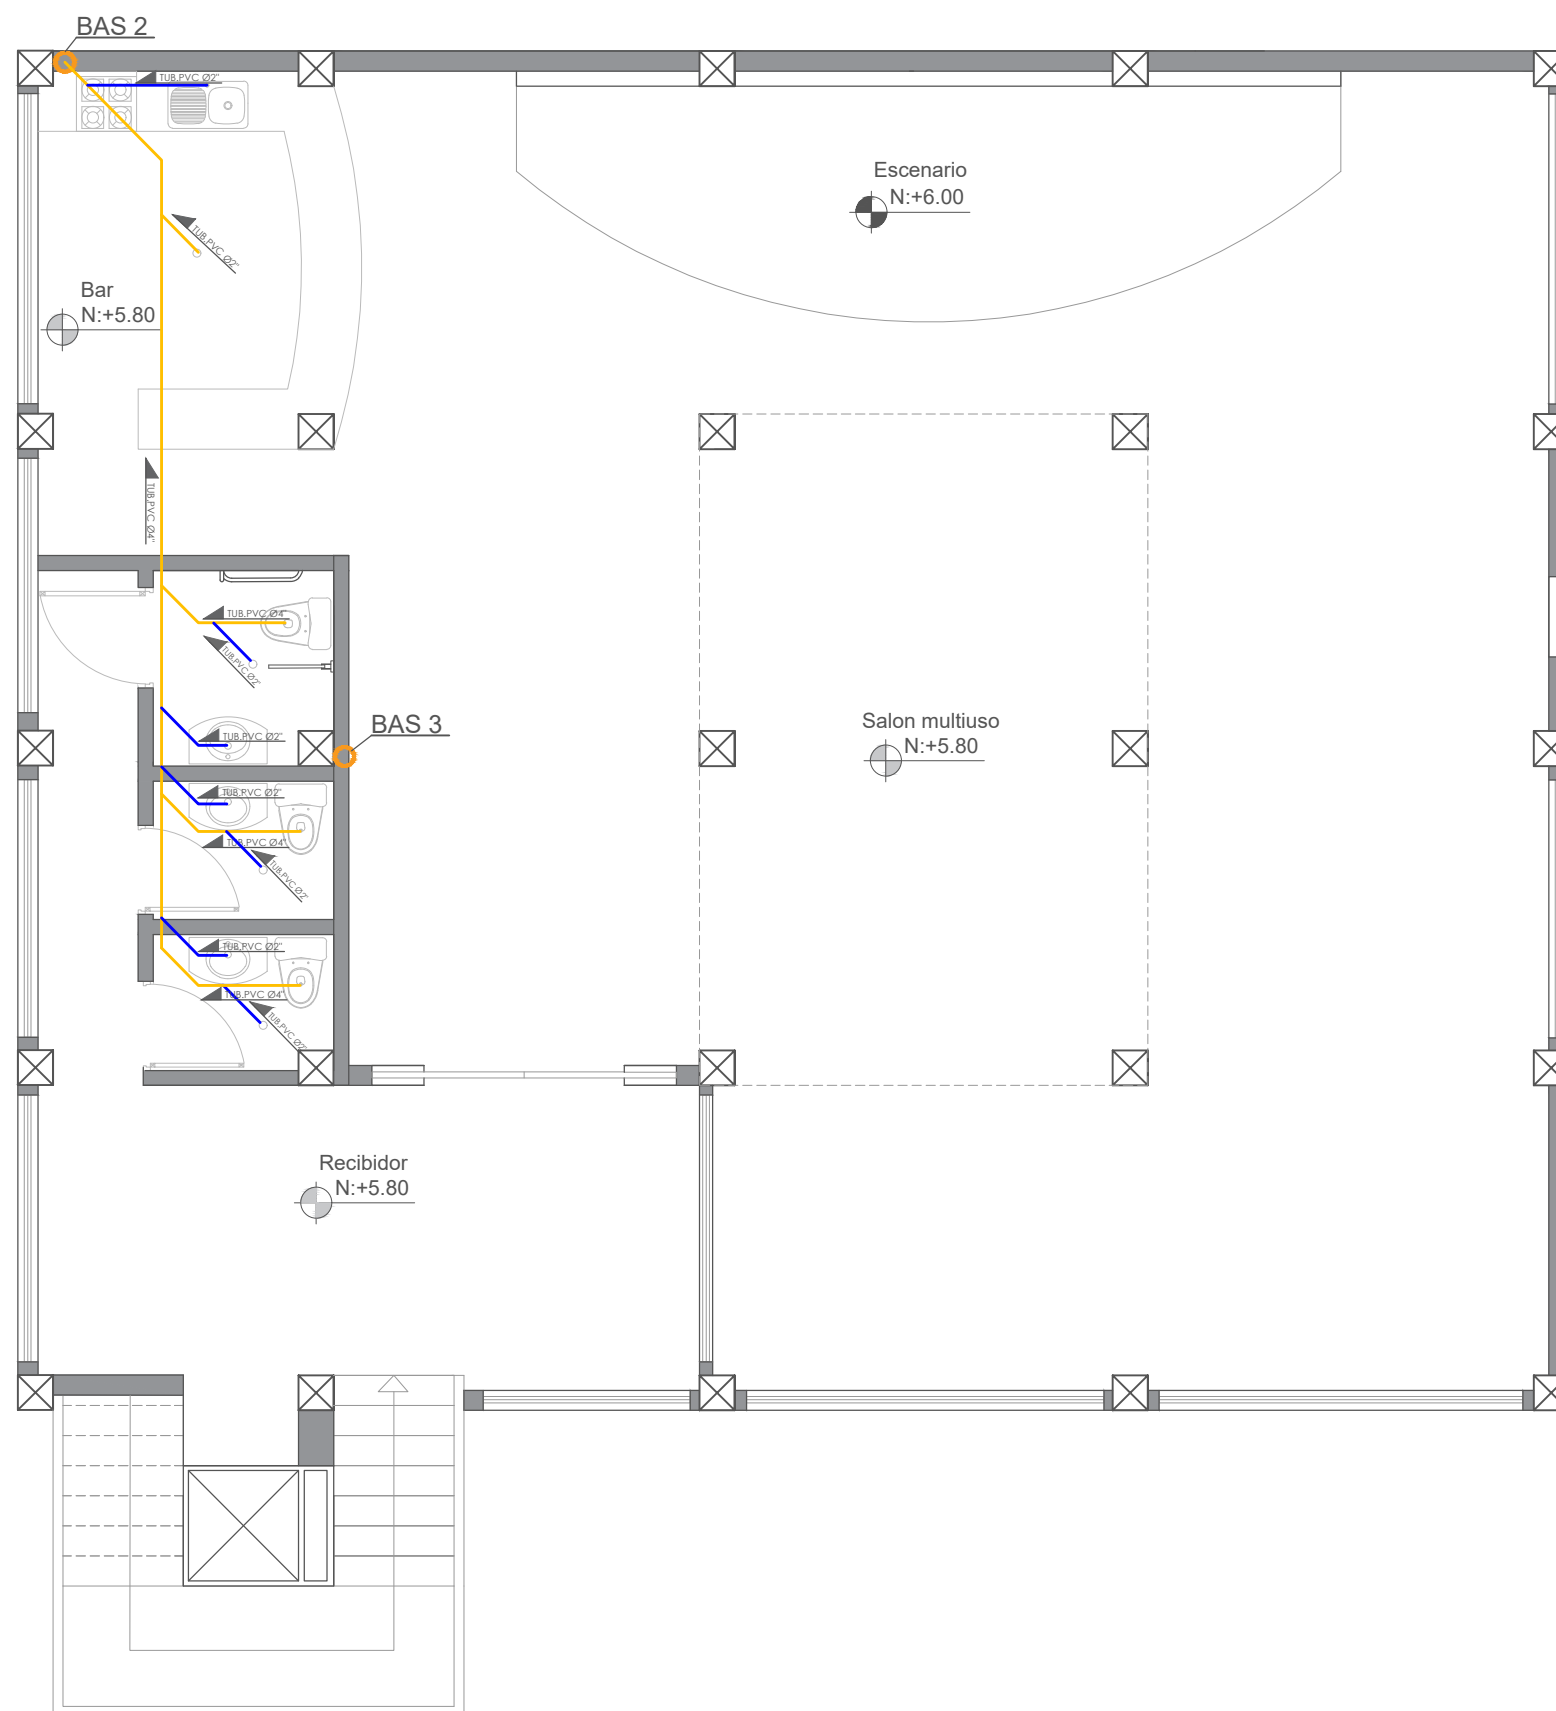 BAS 2
TUB.PVC Ø2"
Escenario
N:+6.00
TUB.PVC Ø2"
Bar
N:+5.80
TUB.PVC Ø4"
TUB.PVC Ø4"
TUB.PVC Ø2"
BAS 3
Salon multiuso
N:+5.80
TUB.PVC Ø2"
TUB.PVC Ø2"
TUB.PVC Ø4"
TUB.PVC Ø2"
TUB.PVC Ø2"
TUB.PVC Ø4"
TUB.PVC Ø2"
Recibidor
N:+5.80